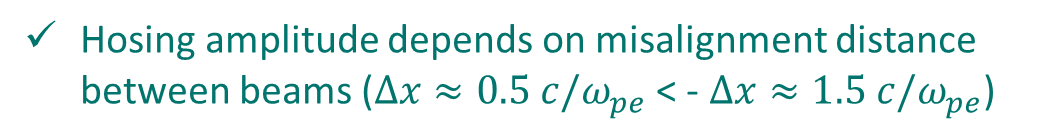 ✓ Hosing amplitude depends on misalignment distance
between beams (Δ𝑥 ≈ 0.5 𝑐/𝜔𝑝𝑒 < - Δ𝑥 ≈ 1.5 𝑐/𝜔𝑝𝑒)